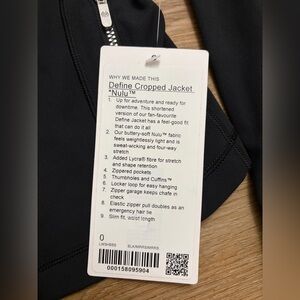 WHY WE MADE THIS
Define Cropped Jacket
*Nulu™
1. Up for adventure and ready for
downtime. This shortened
version of our fan-favourite
Define Jacket has a feel-good fit
that can do it all
2. Our buttery-soft Nulu™ fabric
feels weightlessly light and is
sweat-wicking and four-way
stretch
3. Added Lycra® fibre for stretch
and shape retention
4. Zippered pockets
5. Thumbholes and Cuffins™
6. Locker loop for easy hanging
7. Zipper garage keeps chafe in
check
8. Elastic zipper pull doubles as an
emergency hair tie
9. Slim fit, waist length
0
000158095904